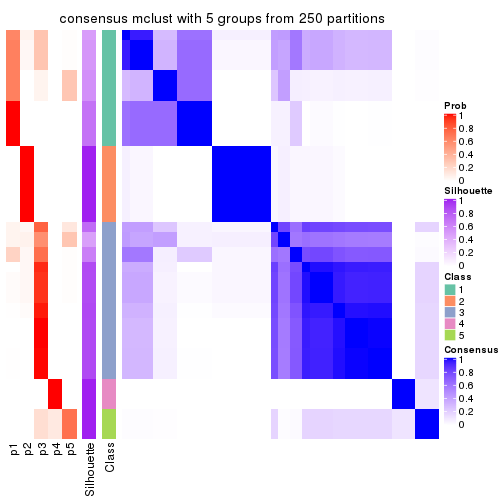 consensus mclust with 5 groups from 250 partitions
Prob
1
0.8
0.6
0.4
0.2
0
Silhouette
1
0.8
0.6
0.4
0.2
0
Class
1
2
3
4
5
Consensus
1
0.8
0.6
0.4
0.2
0
p1
p2
p3
p4
p5
Silhouette
Class